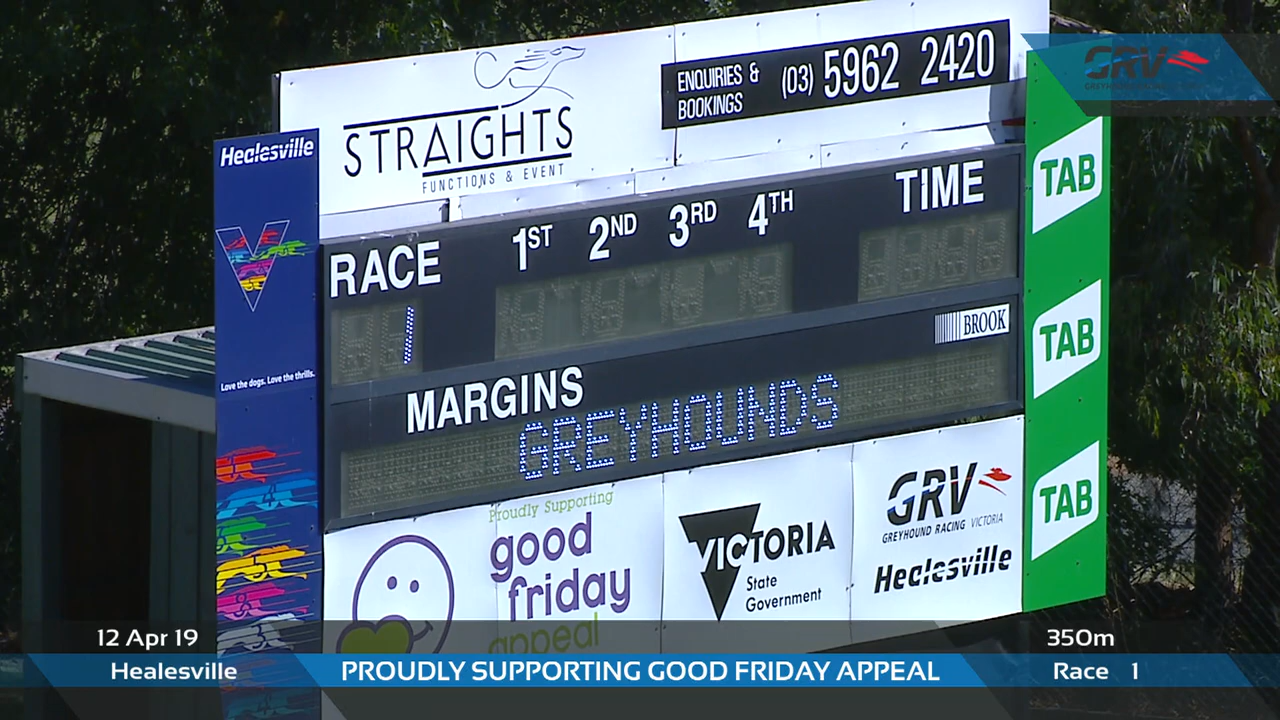 GRV
STRAIGHTS
FUNCTIONS & EVENT
ENQUIRIES &
BOOKINGS
(03) 5962 2420
Healesville
Love the dogs. Love the thrills.
TAB
TAB
TAB
RACE 1ST 2ND 3RD 4TH TIME
1
BROOK
MARGINS
GREYHOUNDS
Proudly Supporting
good
friday
appeal
VICTORIA
State
Government
GRV
GREYHOUND RACING VICTORIA
Healesville
12 Apr 19
350m
Healesville
PROUDLY SUPPORTING GOOD FRIDAY APPEAL
Race 1